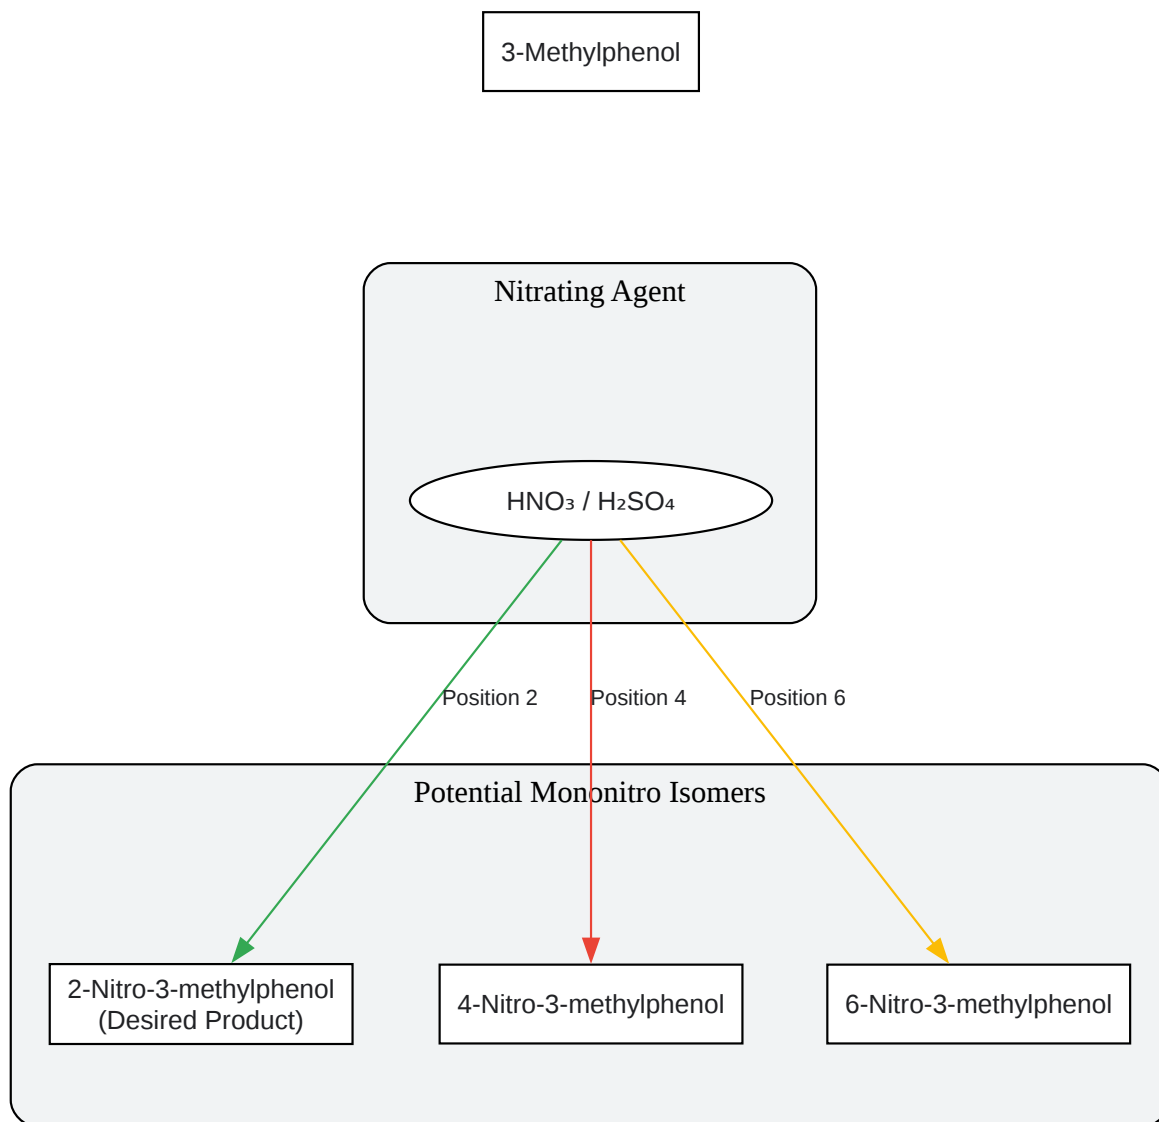 3-Methylphenol
Nitrating Agent
HNO₃ / H₂SO₄
Position 2
Position 4
Position 6
Potential Mononitro Isomers
2-Nitro-3-methylphenol
(Desired Product)
4-Nitro-3-methylphenol
6-Nitro-3-methylphenol